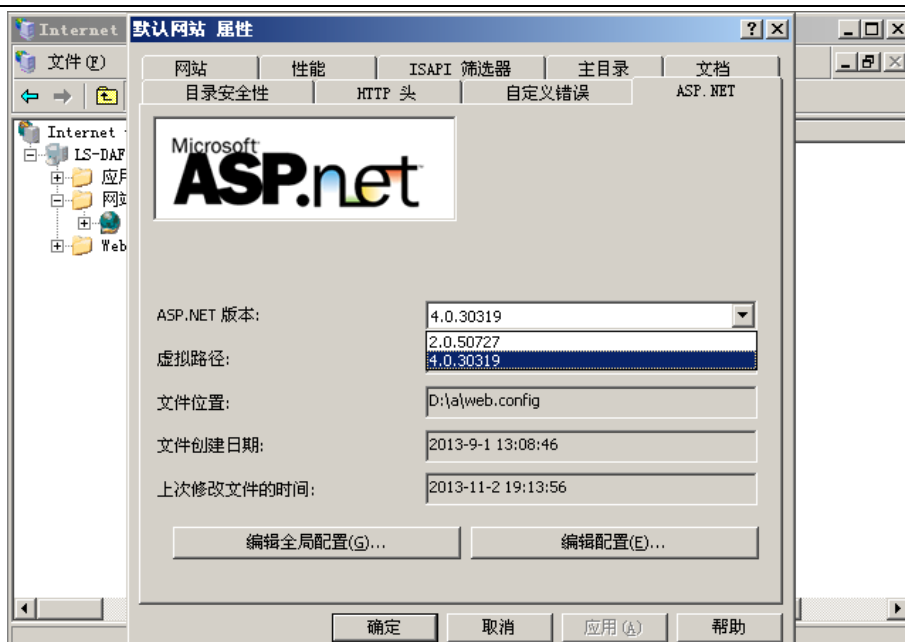 Internet
默认网站 属性
文件(F)
网站
性能
ISAPI 筛选器
主目录
文档
目录安全性
HTTP 头
自定义错误
ASP.NET
Internet
LS-DAF
应用
网站
Web
Microsoft
ASP.net
ASP.NET 版本:
4.0.30319
2.0.50727
4.0.30319
虚拟路径:
文件位置:
D:\a\web.config
文件创建日期:
2013-9-1 13:08:46
上次修改文件的时间:
2013-11-2 19:13:56
编辑全局配置(G)...
编辑配置(E)...
确定
取消
应用(A)
帮助